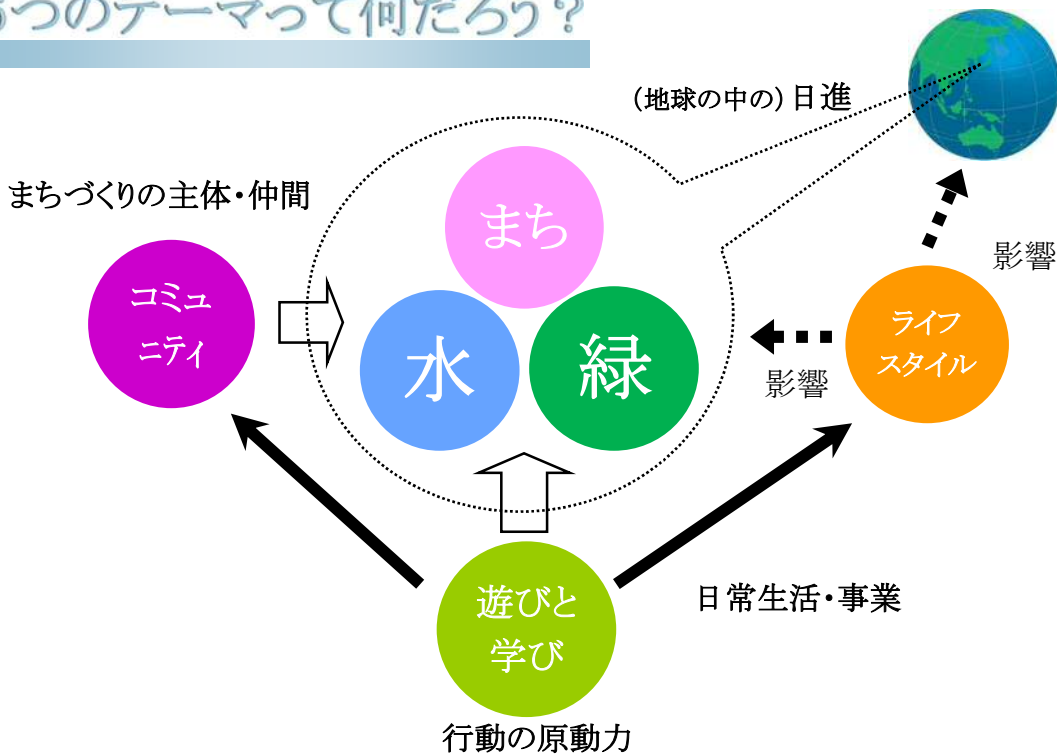 つのテーマって何だろう?
(地球の中の)日進
まちづくりの主体・仲間
まち
影響
コミュ
ニティ
ライフ
スタイル
水
緑
影響
遊びと
学び
日常生活・事業
行動の原動力